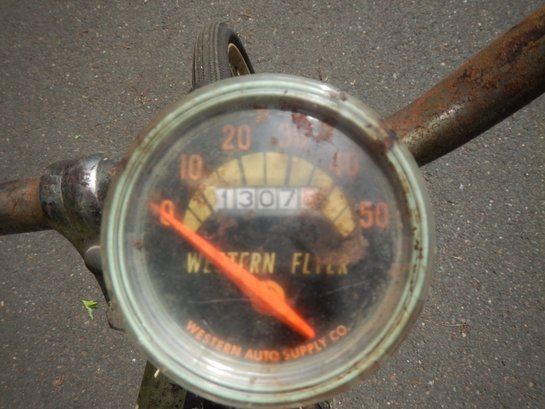 0 10 20 30 40 50
1307
WESTERN FLYER
WESTERN AUTO SUPPLY CO.